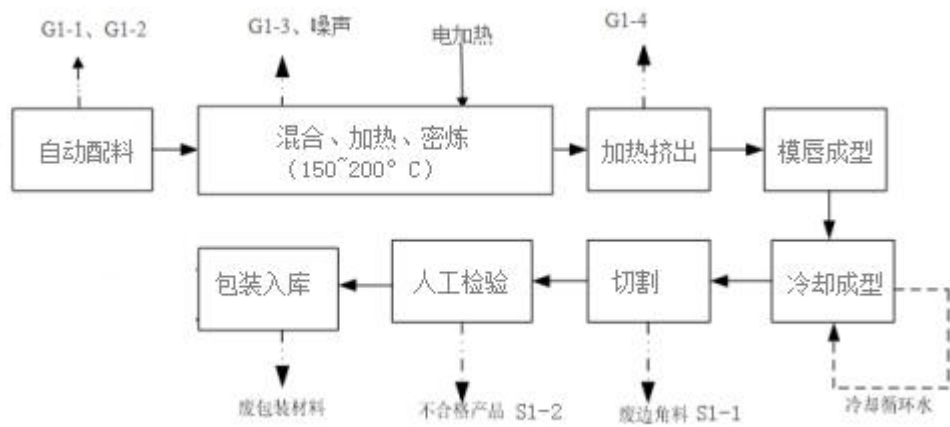 G1-1、G1-2
G1-3、噪声
电加热
G1-4
自动配料
混合、加热、密炼
(150~200° C)
加热挤出
模唇成型
包装入库
人工检验
切割
冷却成型
废包装材料
不合格产品 S1-2
废边角料 S1-1
冷却循环水